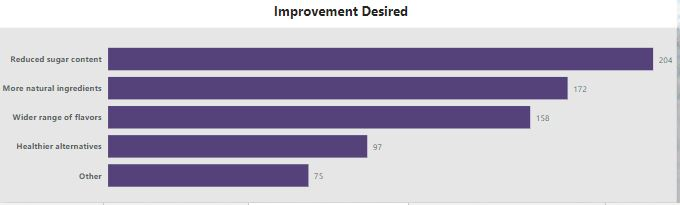 Improvement Desired
Reduced sugar content 204
More natural ingredients 172
Wider range of flavors 158
Healthier alternatives 97
Other 75